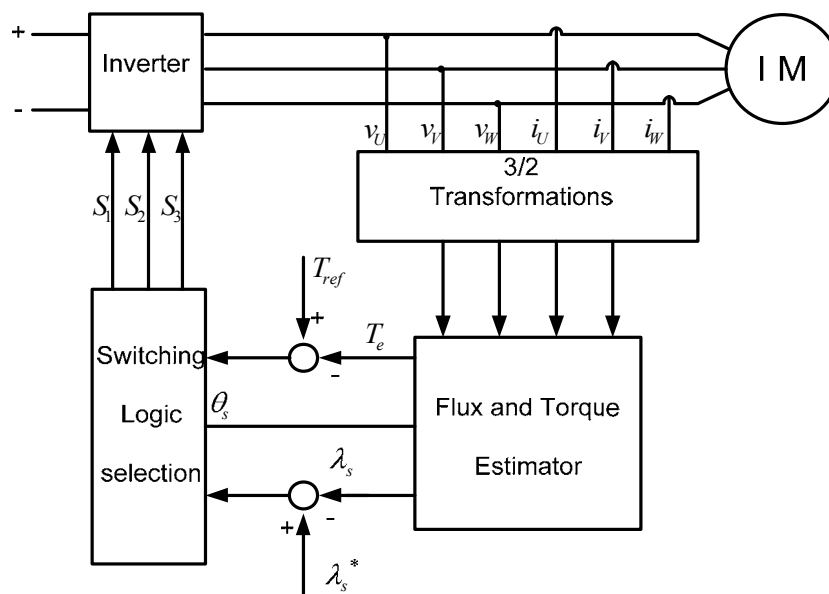 +
-
Inverter
I M
v_U v_V v_W i_U i_V i_W
3/2
Transformations
S_1 S_2 S_3
T_ref
+
T_e
-
Switching
Logic
selection
θ_s
Flux and Torque
Estimator
λ_s
-
+
λ_s*